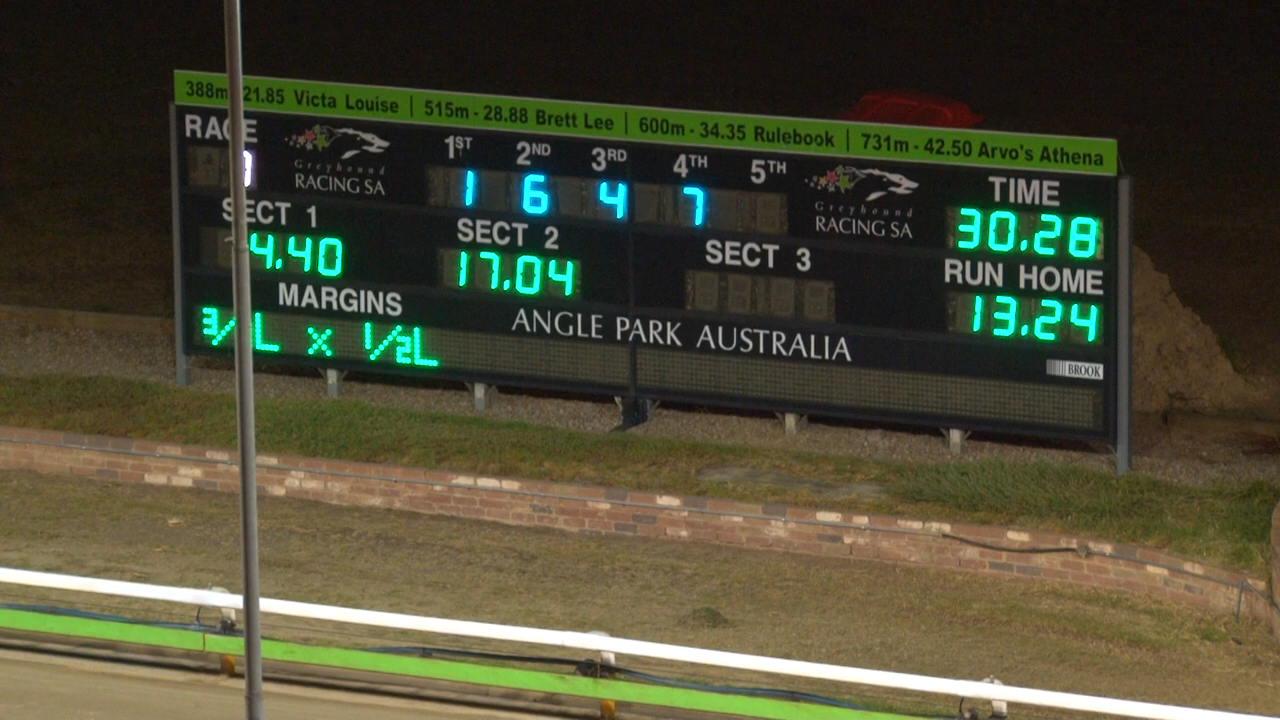 388m 21.85 Victa Louise | 515m - 28.88 Brett Lee | 600m - 34.35 Rulebook | 731m - 42.50 Arvo's Athena
RACE
Greyhound
RACING SA
1ST 2ND 3RD 4TH 5TH
1 6 4 7
Greyhound
RACING SA
TIME
30.28
SECT 1
4.40
SECT 2
17.04
SECT 3
RUN HOME
13.24
MARGINS
L x 1/2L
ANGLE PARK AUSTRALIA
BROOK